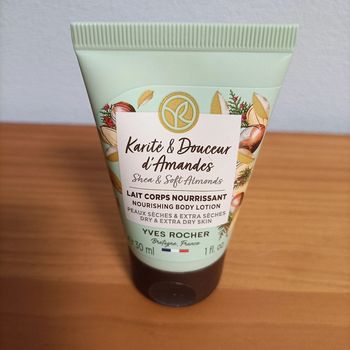 Karité & Douceur
d'Amandes
Shea & Soft Almonds
LAIT CORPS NOURRISSANT
NOURISHING BODY LOTION
PEAUX SÈCHES & EXTRA SÈCHES
DRY & EXTRA DRY SKIN
YVES ROCHER
Bretagne, France
30 ml 1 fl. oz